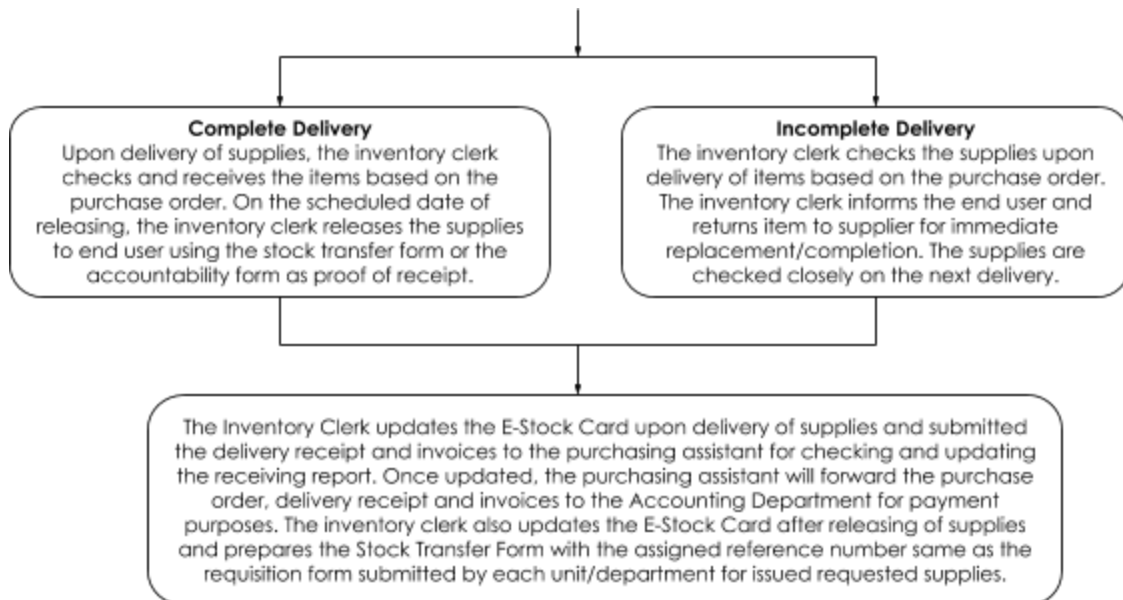 Complete Delivery
Upon delivery of supplies, the inventory clerk
checks and receives the items based on the
purchase order. On the scheduled date of
releasing, the inventory clerk releases the supplies
to end user using the stock transfer form or the
accountability form as proof of receipt.
Incomplete Delivery
The inventory clerk checks the supplies upon
delivery of items based on the purchase order.
The inventory clerk informs the end user and
returns item to supplier for immediate
replacement/completion. The supplies are
checked closely on the next delivery.
The Inventory Clerk updates the E-Stock Card upon delivery of supplies and submitted
the delivery receipt and invoices to the purchasing assistant for checking and updating
the receiving report. Once updated, the purchasing assistant will forward the purchase
order, delivery receipt and invoices to the Accounting Department for payment
purposes. The inventory clerk also updates the E-Stock Card after releasing of supplies
and prepares the Stock Transfer Form with the assigned reference number same as the
requisition form submitted by each unit/department for issued requested supplies.